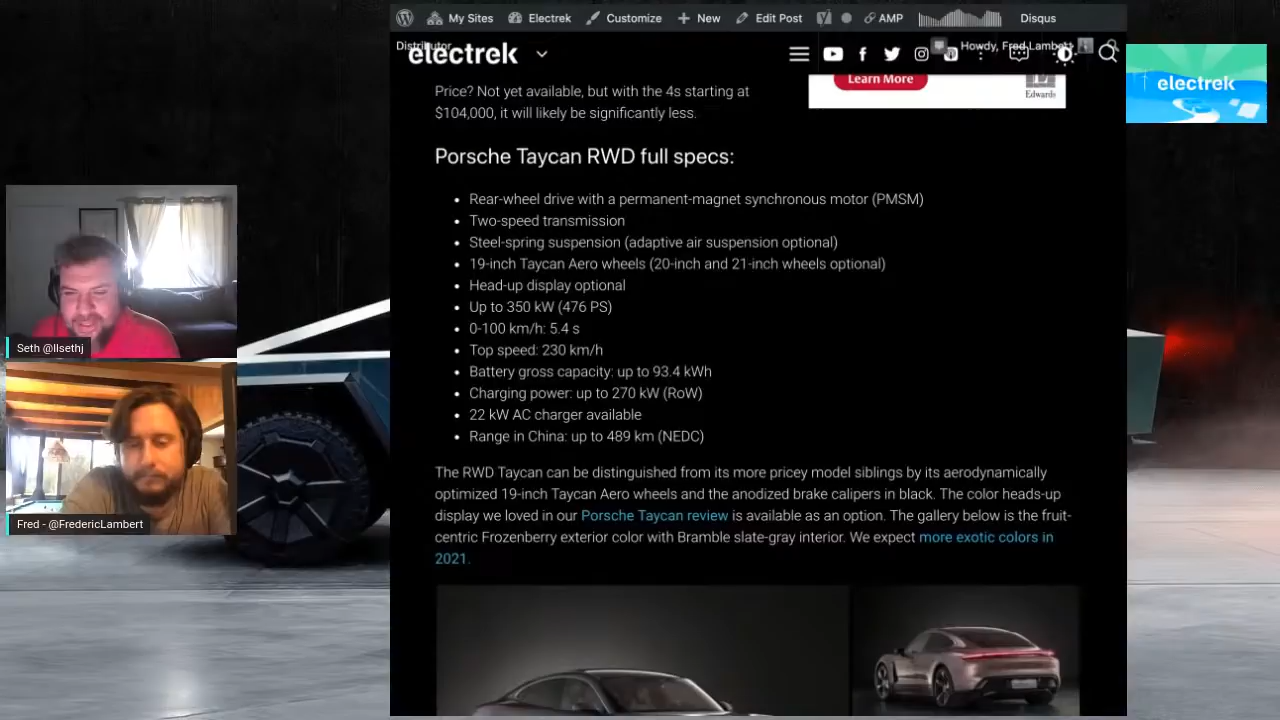 My Sites
Electrek
Customize
New
Edit Post
AMP
Disqus
Distributor
electrek
Howdy, Fred Lambert
electrek
Price? Not yet available, but with the 4s starting at
$104,000, it will likely be significantly less.
Learn More
Edwards
Porsche Taycan RWD full specs:
Rear-wheel drive with a permanent-magnet synchronous motor (PMSM)
Two-speed transmission
Steel-spring suspension (adaptive air suspension optional)
19-inch Taycan Aero wheels (20-inch and 21-inch wheels optional)
Head-up display optional
Up to 350 kW (476 PS)
0-100 km/h: 5.4 s
Top speed: 230 km/h
Battery gross capacity: up to 93.4 kWh
Charging power: up to 270 kW (RoW)
22 kW AC charger available
Range in China: up to 489 km (NEDC)
The RWD Taycan can be distinguished from its more pricey model siblings by its aerodynamically
optimized 19-inch Taycan Aero wheels and the anodized brake calipers in black. The color heads-up
display we loved in our Porsche Taycan review is available as an option. The gallery below is the fruit-
centric Frozenberry exterior color with Bramble slate-gray interior. We expect more exotic colors in
2021.
Seth @llsethj
Fred - @FredericLambert